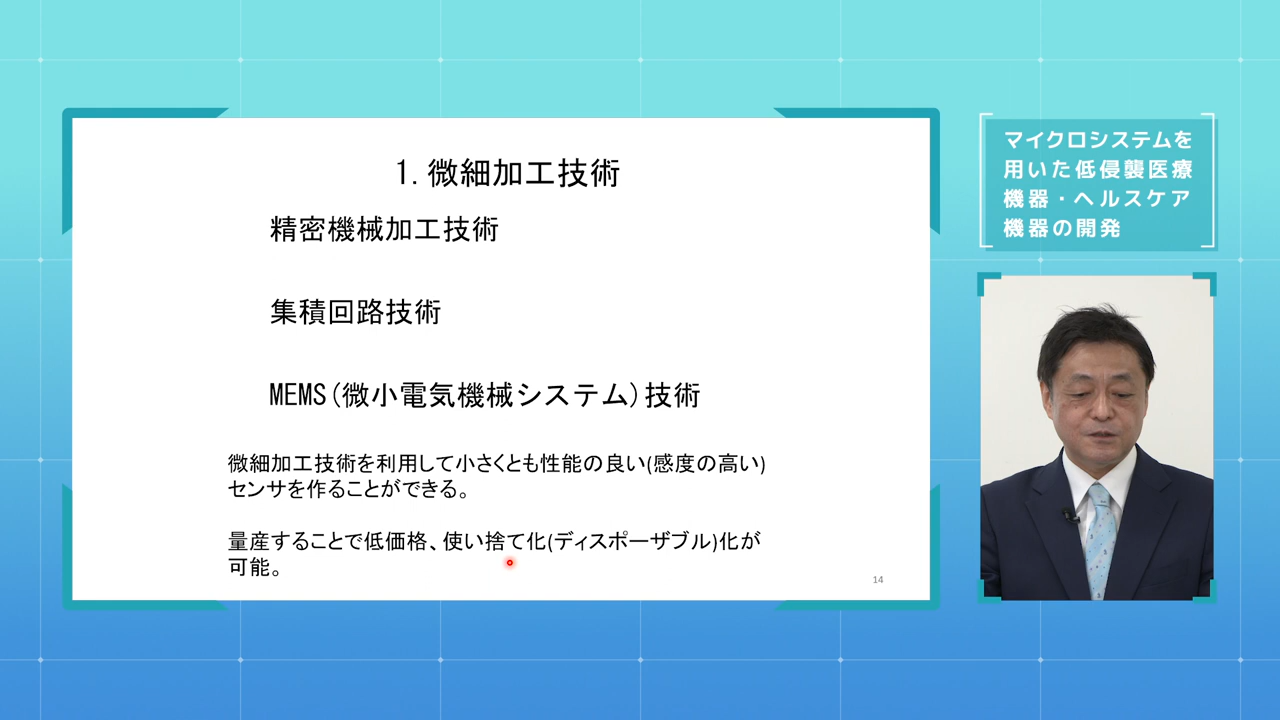 1.微細加工技術
精密機械加工技術
集積回路技術
MEMS(微小電気機械システム)技術
微細加工技術を利用して小さくとも性能の良い(感度の高い)
センサを作ることができる。
量産することで低価格、使い捨て化(ディスポーザブル)化が
可能。
14
マイクロシステムを
用いた低侵襲医療
機器・ヘルスケア
機器の開発